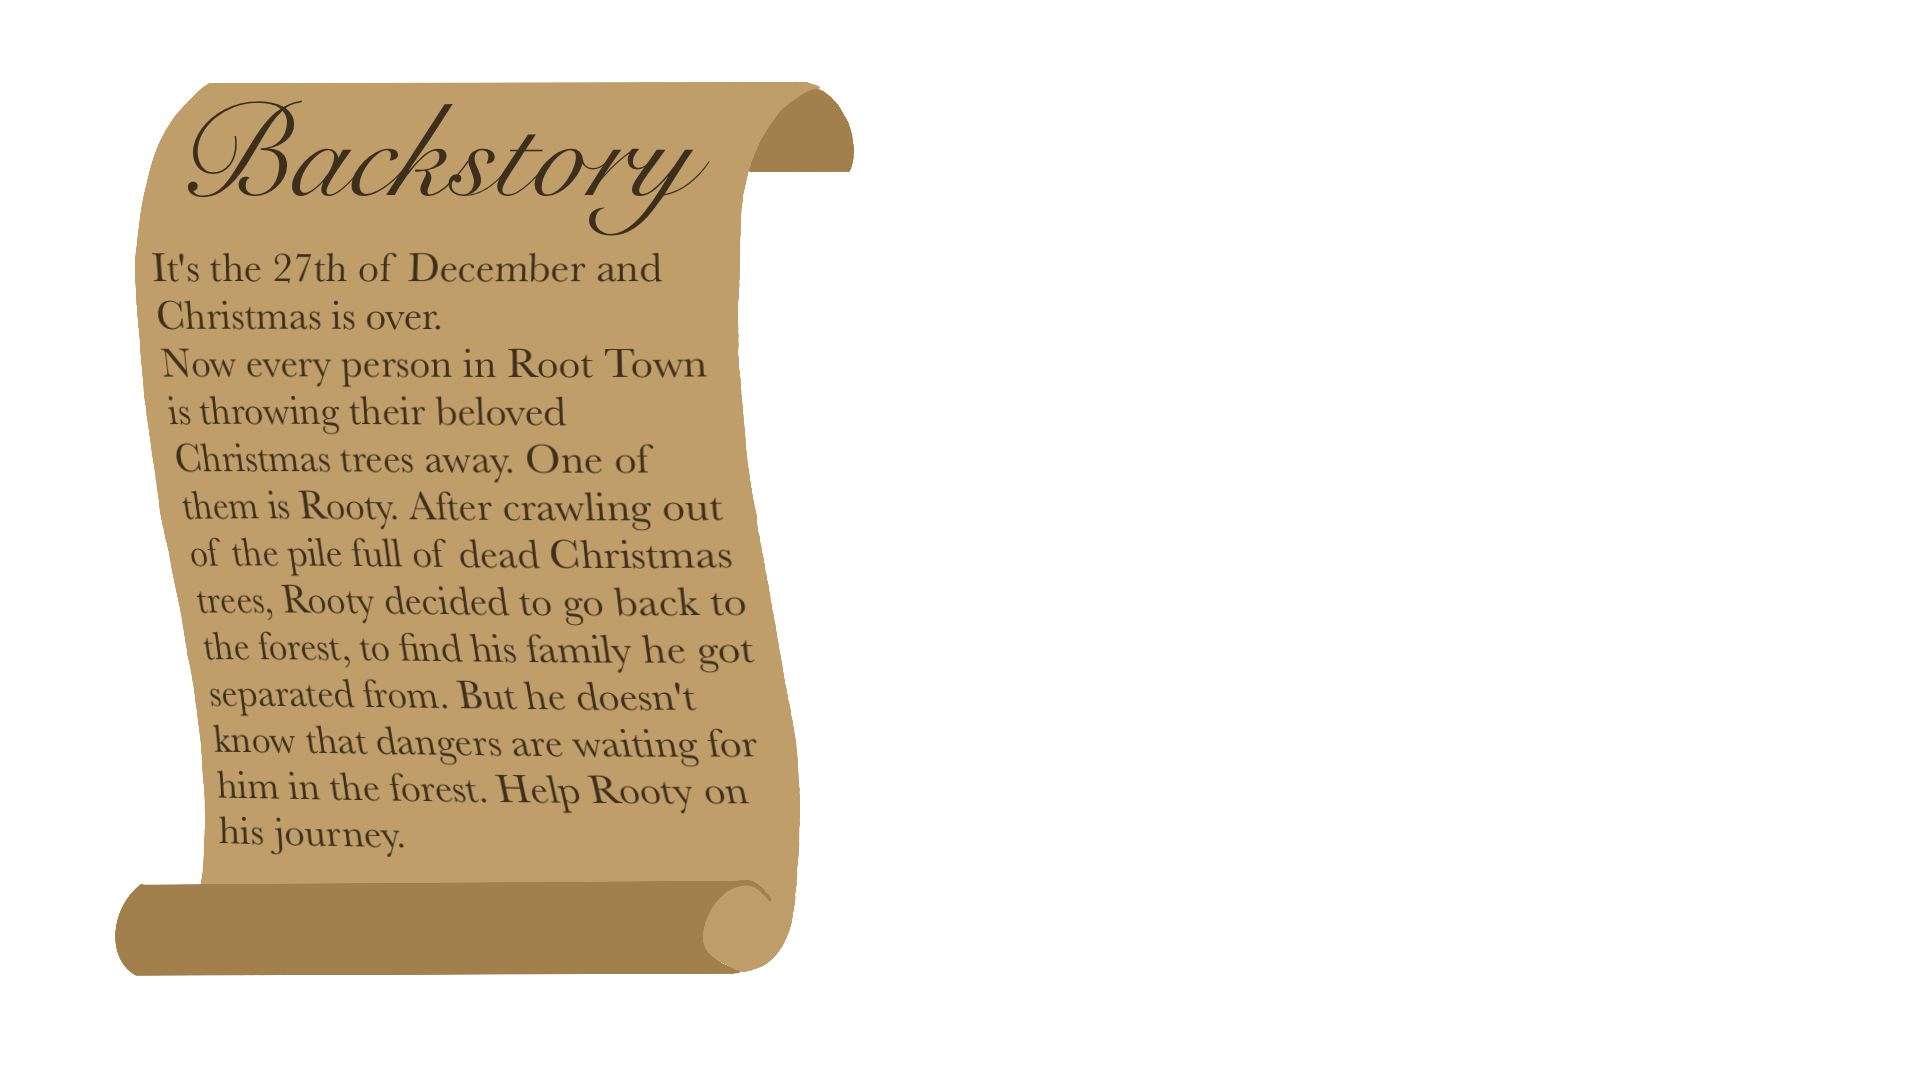 Backstory
It's the 27th of December and
Christmas is over.
Now every person in Root Town
is throwing their beloved
Christmas trees away. One of
them is Rooty. After crawling out
of the pile full of dead Christmas
trees, Rooty decided to go back to
the forest, to find his family he got
separated from. But he doesn't
know that dangers are waiting for
him in the forest. Help Rooty on
his journey.